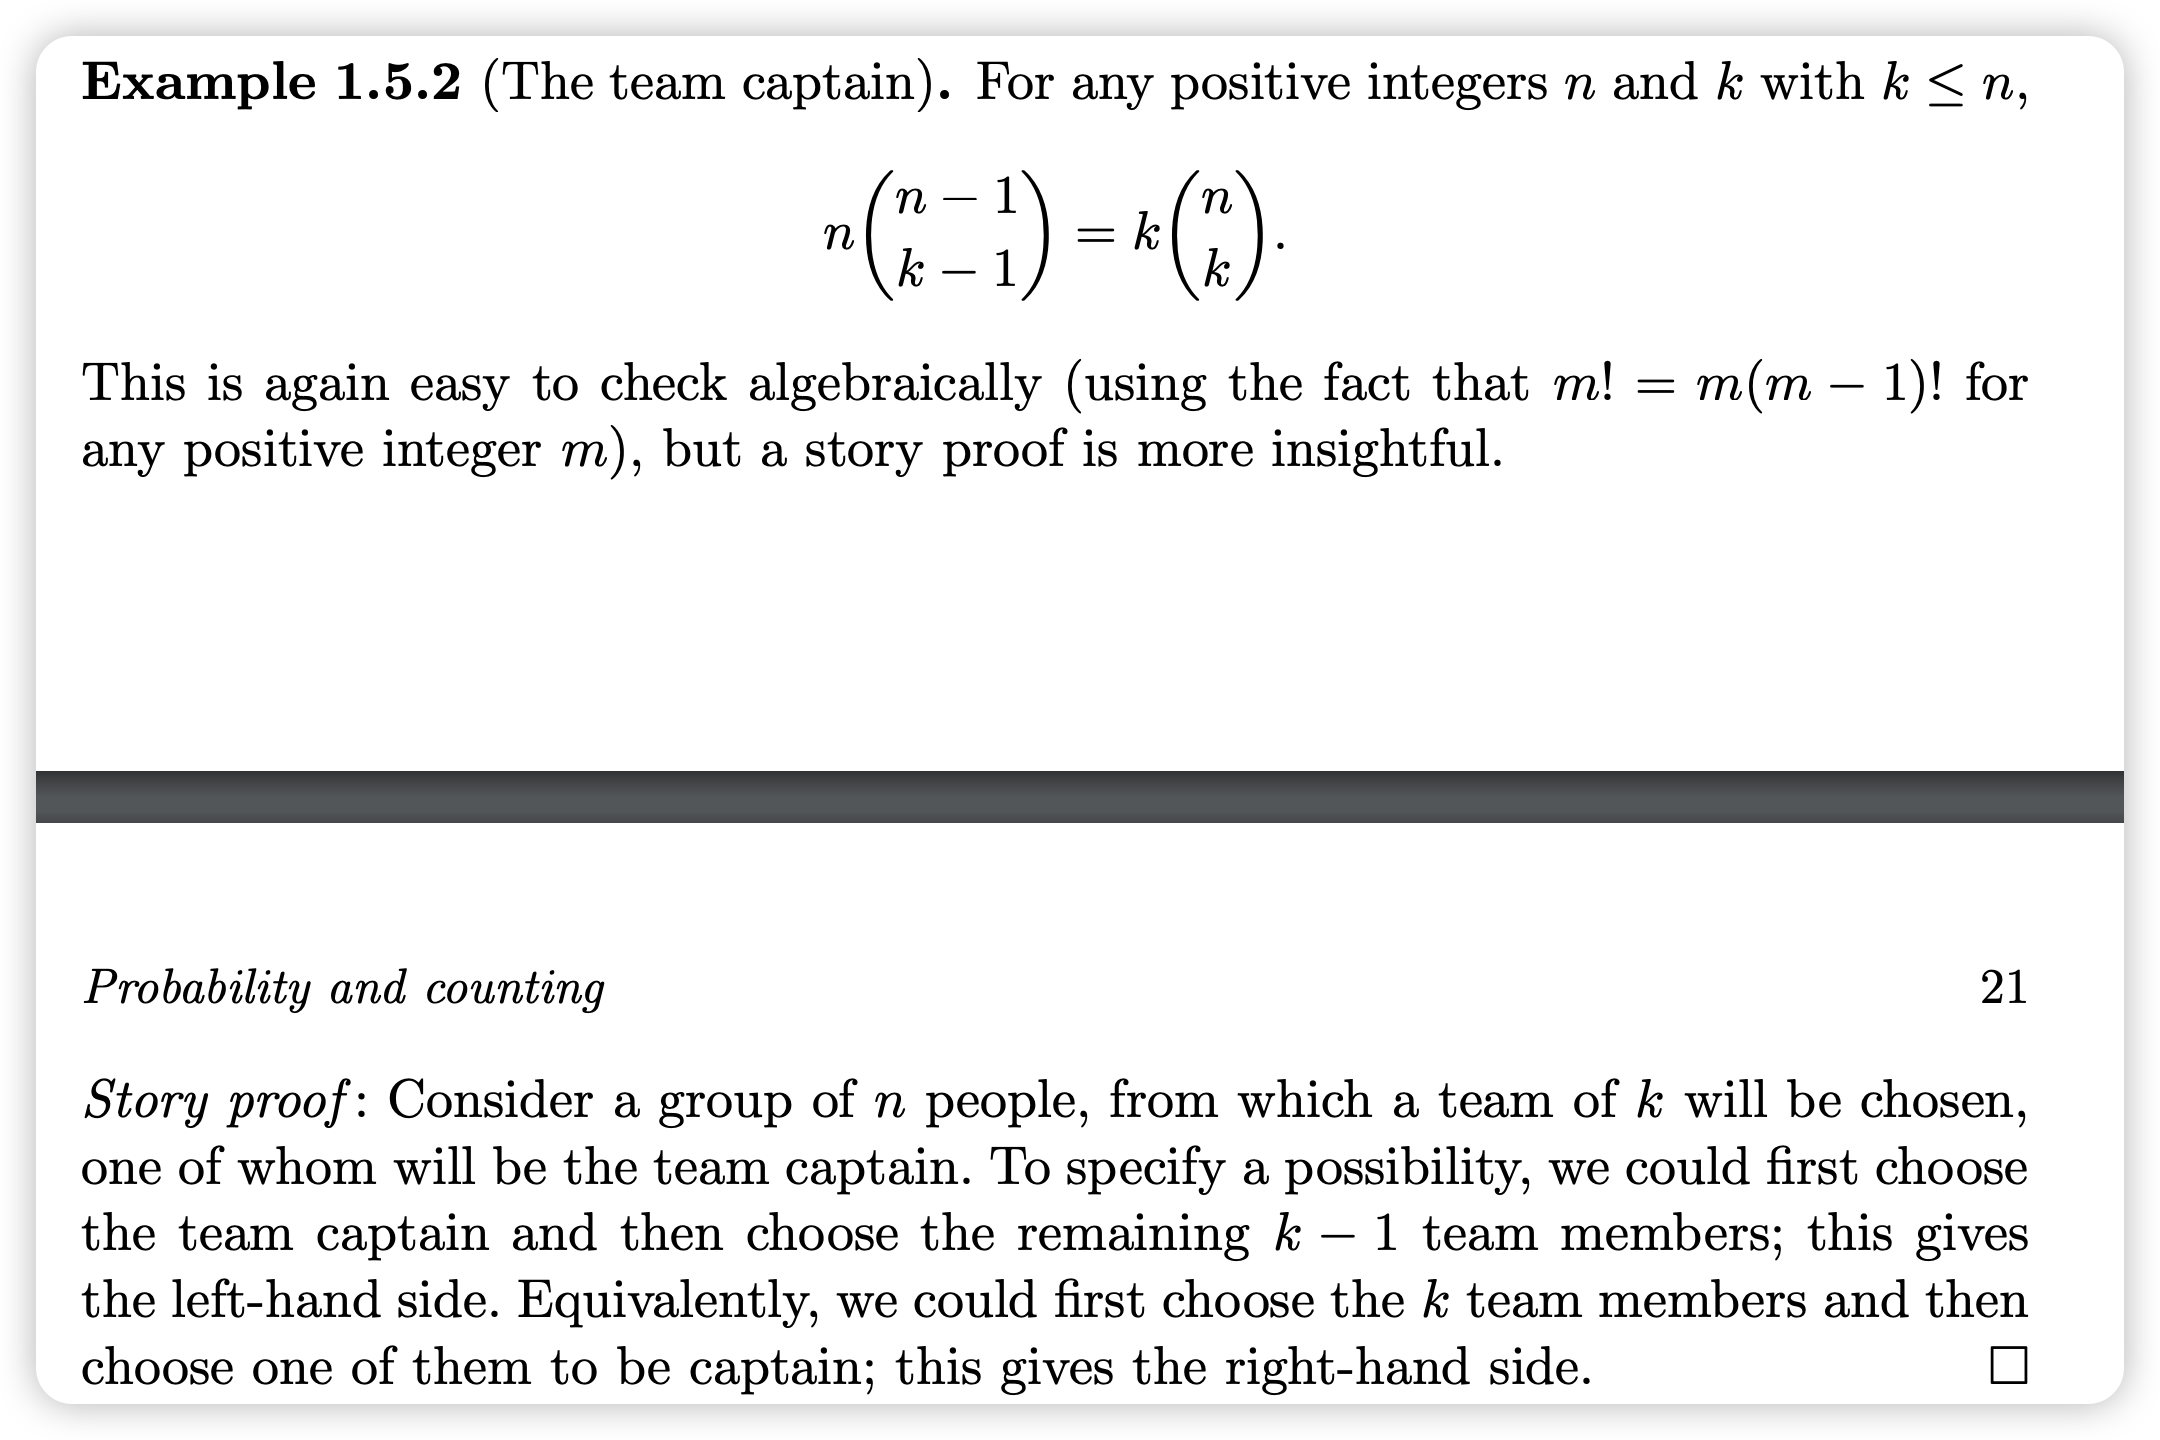 Example 1.5.2 (The team captain). For any positive integers n and k with k ≤ n,
n\binom{n-1}{k-1} = k\binom{n}{k}.
This is again easy to check algebraically (using the fact that m! = m(m − 1)! for
any positive integer m), but a story proof is more insightful.
Probability and counting 21
Story proof: Consider a group of n people, from which a team of k will be chosen,
one of whom will be the team captain. To specify a possibility, we could first choose
the team captain and then choose the remaining k − 1 team members; this gives
the left-hand side. Equivalently, we could first choose the k team members and then
choose one of them to be captain; this gives the right-hand side. □